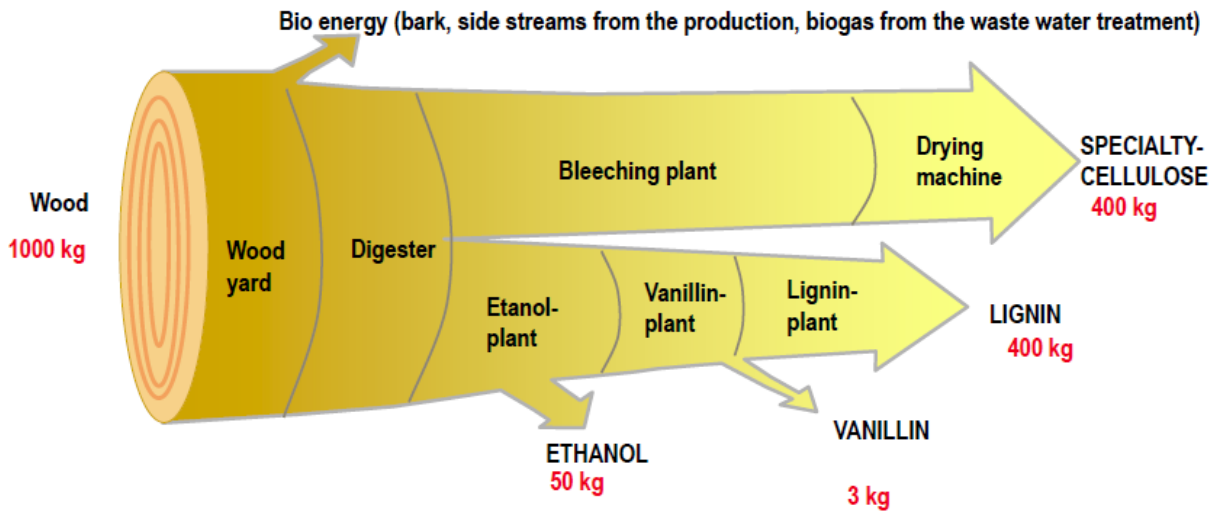 Bio energy (bark, side streams from the production, biogas from the waste water treatment)
Wood
1000 kg
Wood
yard
Digester
Bleeching plant
Drying
machine
SPECIALTY-
CELLULOSE
400 kg
Etanol-
plant
Vanillin-
plant
Lignin-
plant
LIGNIN
400 kg
ETHANOL
50 kg
VANILLIN
3 kg